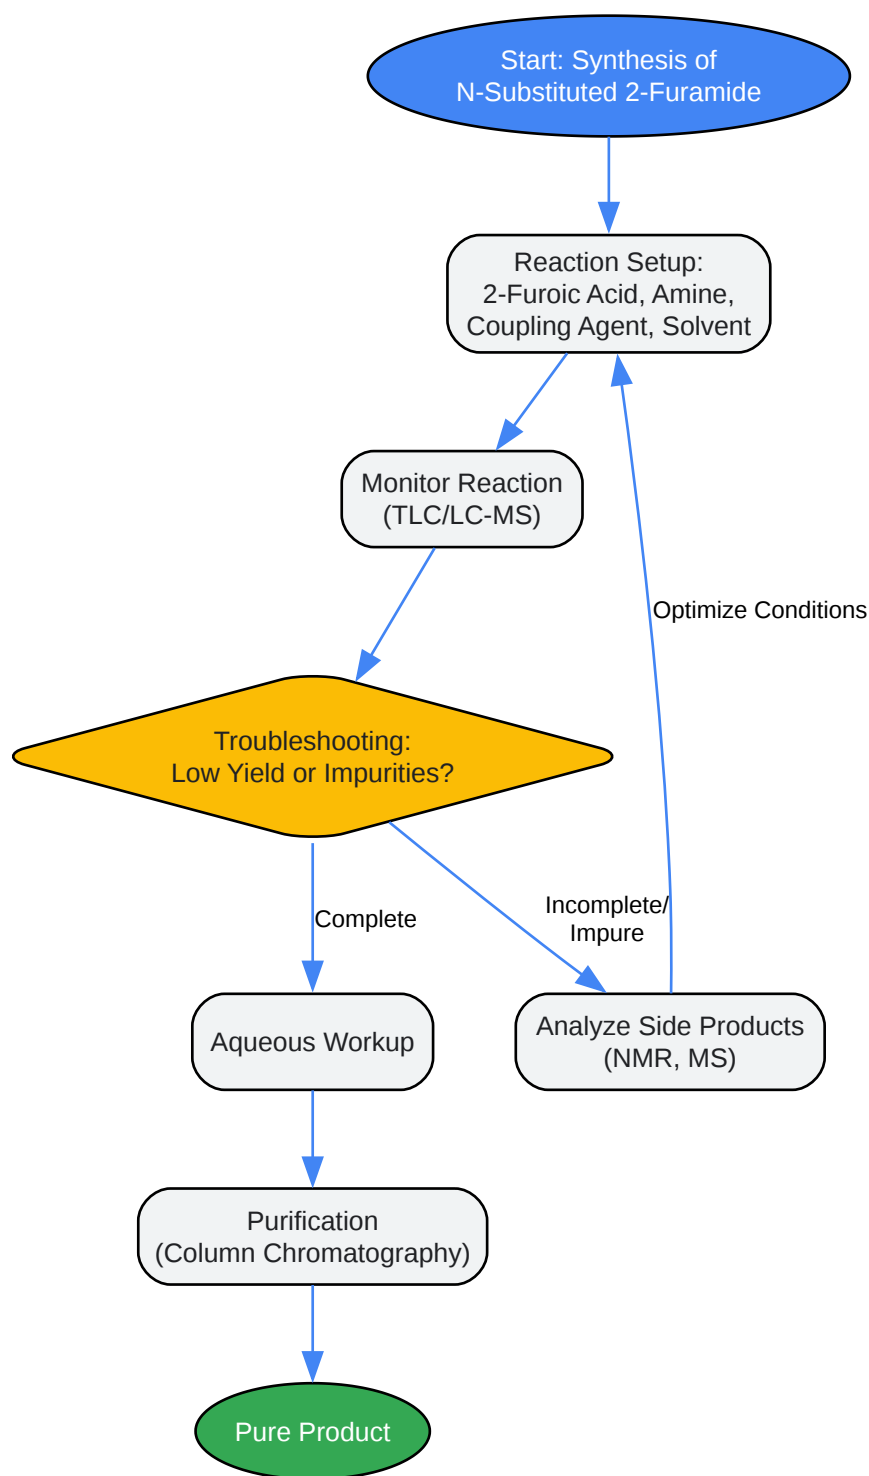 Start: Synthesis of
N-Substituted 2-Furamide
Reaction Setup:
2-Furoic Acid, Amine,
Coupling Agent, Solvent
Monitor Reaction
(TLC/LC-MS)
Optimize Conditions
Troubleshooting:
Low Yield or Impurities?
Complete
Incomplete/
Impure
Aqueous Workup
Analyze Side Products
(NMR, MS)
Purification
(Column Chromatography)
Pure Product